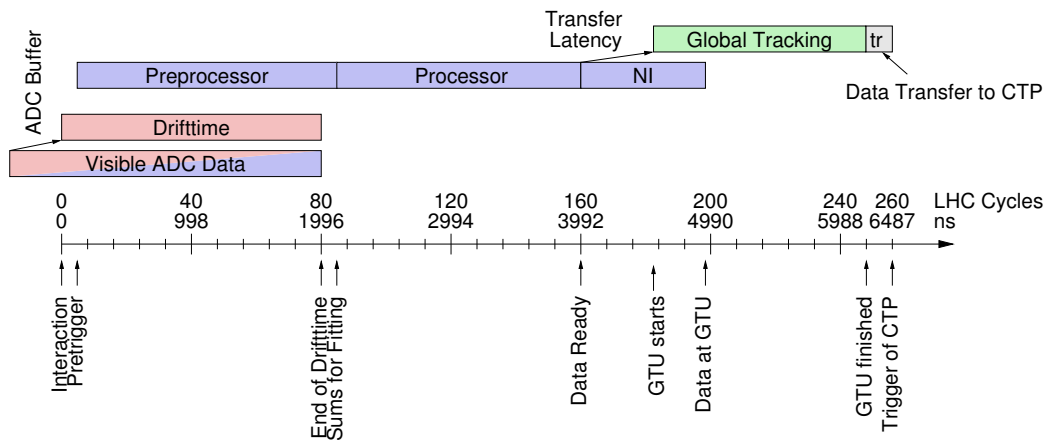 Transfer
Latency
Global Tracking
tr
ADC Buffer
Preprocessor
Processor
NI
Data Transfer to CTP
Drifttime
Visible ADC Data
0 40 80 120 160 200 240 260 LHC Cycles
0 998 1996 2994 3992 4990 5988 6487 ns
Interaction
Pretrigger
End of Drifttime
Sums for Fitting
Data Ready
GTU starts
Data at GTU
GTU finished
Trigger of CTP